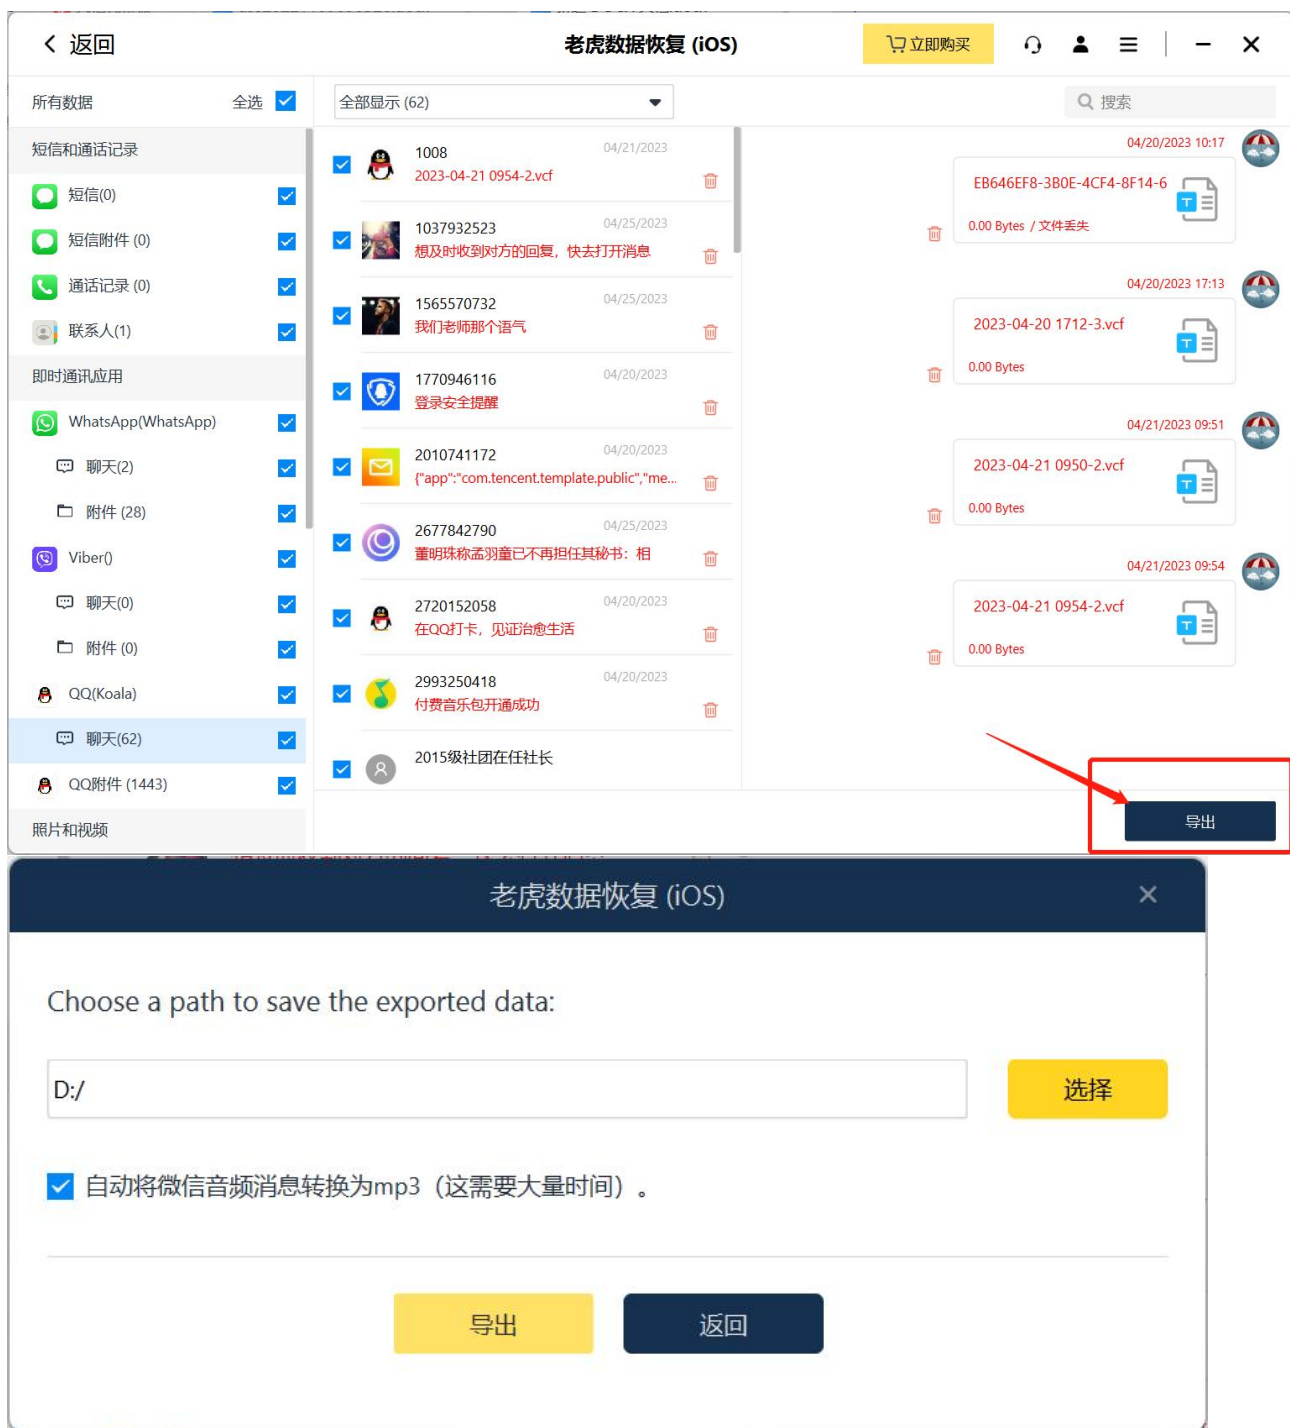 返回
老虎数据恢复 (iOS)
立即购买
所有数据
全选
全部显示 (62)
搜索
短信和通话记录
短信(0)
短信附件 (0)
通话记录 (0)
联系人(1)
即时通讯应用
WhatsApp(WhatsApp)
聊天(2)
附件 (28)
Viber()
聊天(0)
附件 (0)
QQ(Koala)
聊天(62)
QQ附件 (1443)
照片和视频
1008
04/21/2023
2023-04-21 0954-2.vcf
1037932523
04/25/2023
想及时收到对方的回复，快去打开消息
1565570732
04/25/2023
我们老师那个语气
1770946116
04/20/2023
登录安全提醒
2010741172
04/20/2023
{"app":"com.tencent.template.public","me...
2677842790
04/25/2023
董明珠称孟羽童已不再担任其秘书：相
2720152058
04/20/2023
在QQ打卡，见证治愈生活
2993250418
04/20/2023
付费音乐包开通成功
2015级社团在任社长
04/20/2023 10:17
EB646EF8-3B0E-4CF4-8F14-6
0.00 Bytes / 文件丢失
04/20/2023 17:13
2023-04-20 1712-3.vcf
0.00 Bytes
04/21/2023 09:51
2023-04-21 0950-2.vcf
0.00 Bytes
04/21/2023 09:54
2023-04-21 0954-2.vcf
0.00 Bytes
导出
老虎数据恢复 (iOS)
Choose a path to save the exported data:
D:/
选择
自动将微信音频消息转换为mp3（这需要大量时间）。
导出
返回